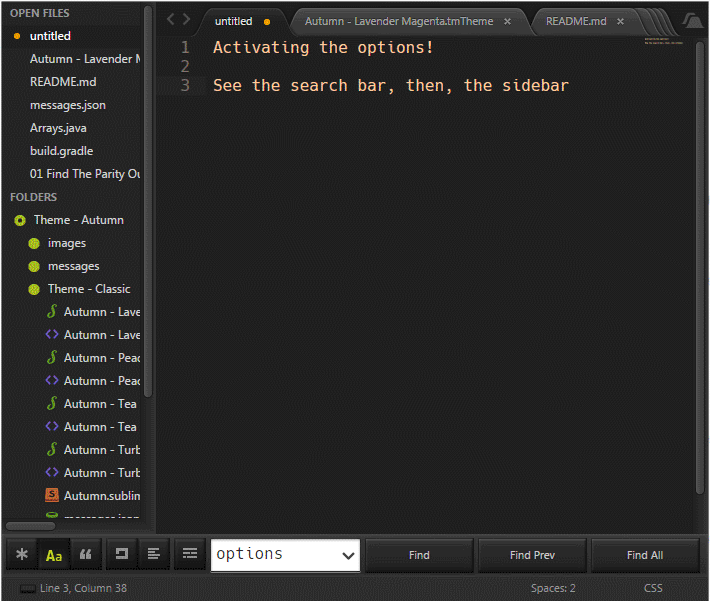 OPEN FILES
untitled
Autumn - Lavender M
README.md
messages.json
Arrays.java
build.gradle
01 Find The Parity Ou
FOLDERS
Theme - Autumn
images
messages
Theme - Classic
Autumn - Lave
Autumn - Lave
Autumn - Peac
Autumn - Peac
Autumn - Tea
Autumn - Tea
Autumn - Turb
Autumn - Turb
Autumn.sublim
untitled
Autumn - Lavender Magenta.tmTheme ×
README.md ×
1 Activating the options!
2
3 See the search bar, then, the sidebar
Aa
options
Find
Find Prev
Find All
Line 3, Column 38
Spaces: 2
CSS